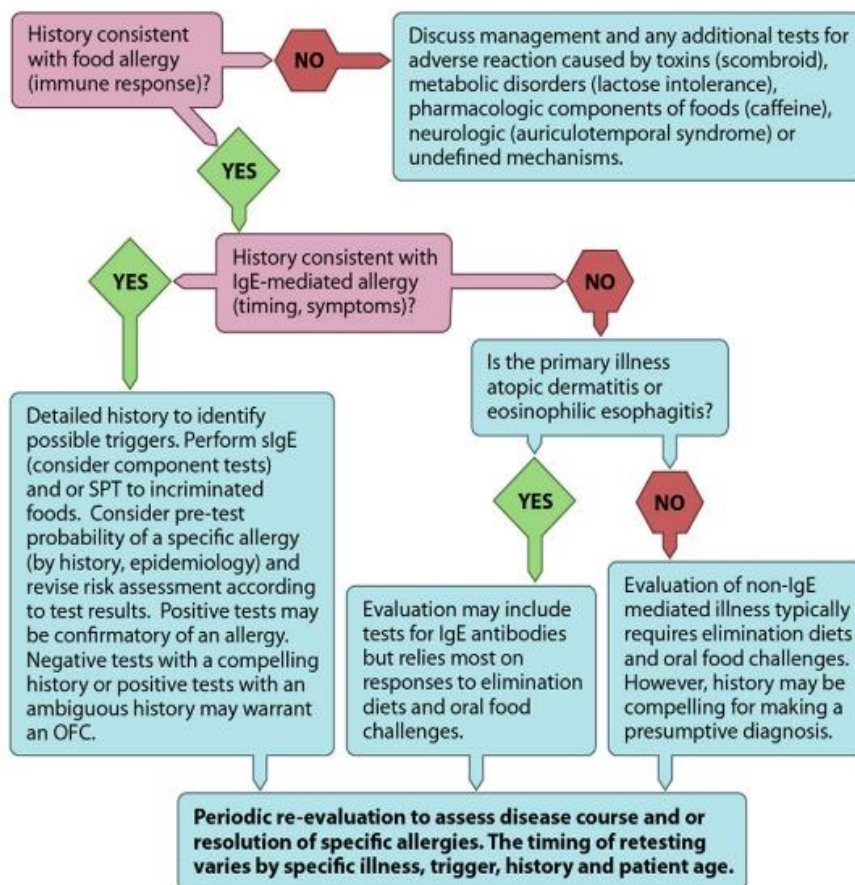 History consistent
with food allergy
(immune response)?
NO
Discuss management and any additional tests for
adverse reaction caused by toxins (scombroid),
metabolic disorders (lactose intolerance),
pharmacologic components of foods (caffeine),
neurologic (auriculotemporal syndrome) or
undefined mechanisms.
YES
YES
History consistent with
IgE-mediated allergy
(timing, symptoms)?
NO
Is the primary illness
atopic dermatitis or
eosinophilic esophagitis?
Detailed history to identify
possible triggers. Perform sIgE
(consider component tests)
and or SPT to incriminated
foods. Consider pre-test
probability of a specific allergy
(by history, epidemiology) and
revise risk assessment according
to test results. Positive tests may
be confirmatory of an allergy.
Negative tests with a compelling
history or positive tests with an
ambiguous history may warrant
an OFC.
YES
NO
Evaluation may include
tests for IgE antibodies
but relies most on
responses to elimination
diets and oral food
challenges.
Evaluation of non-IgE
mediated illness typically
requires elimination diets
and oral food challenges.
However, history may be
compelling for making a
presumptive diagnosis.
Periodic re-evaluation to assess disease course and or
resolution of specific allergies. The timing of retesting
varies by specific illness, trigger, history and patient age.